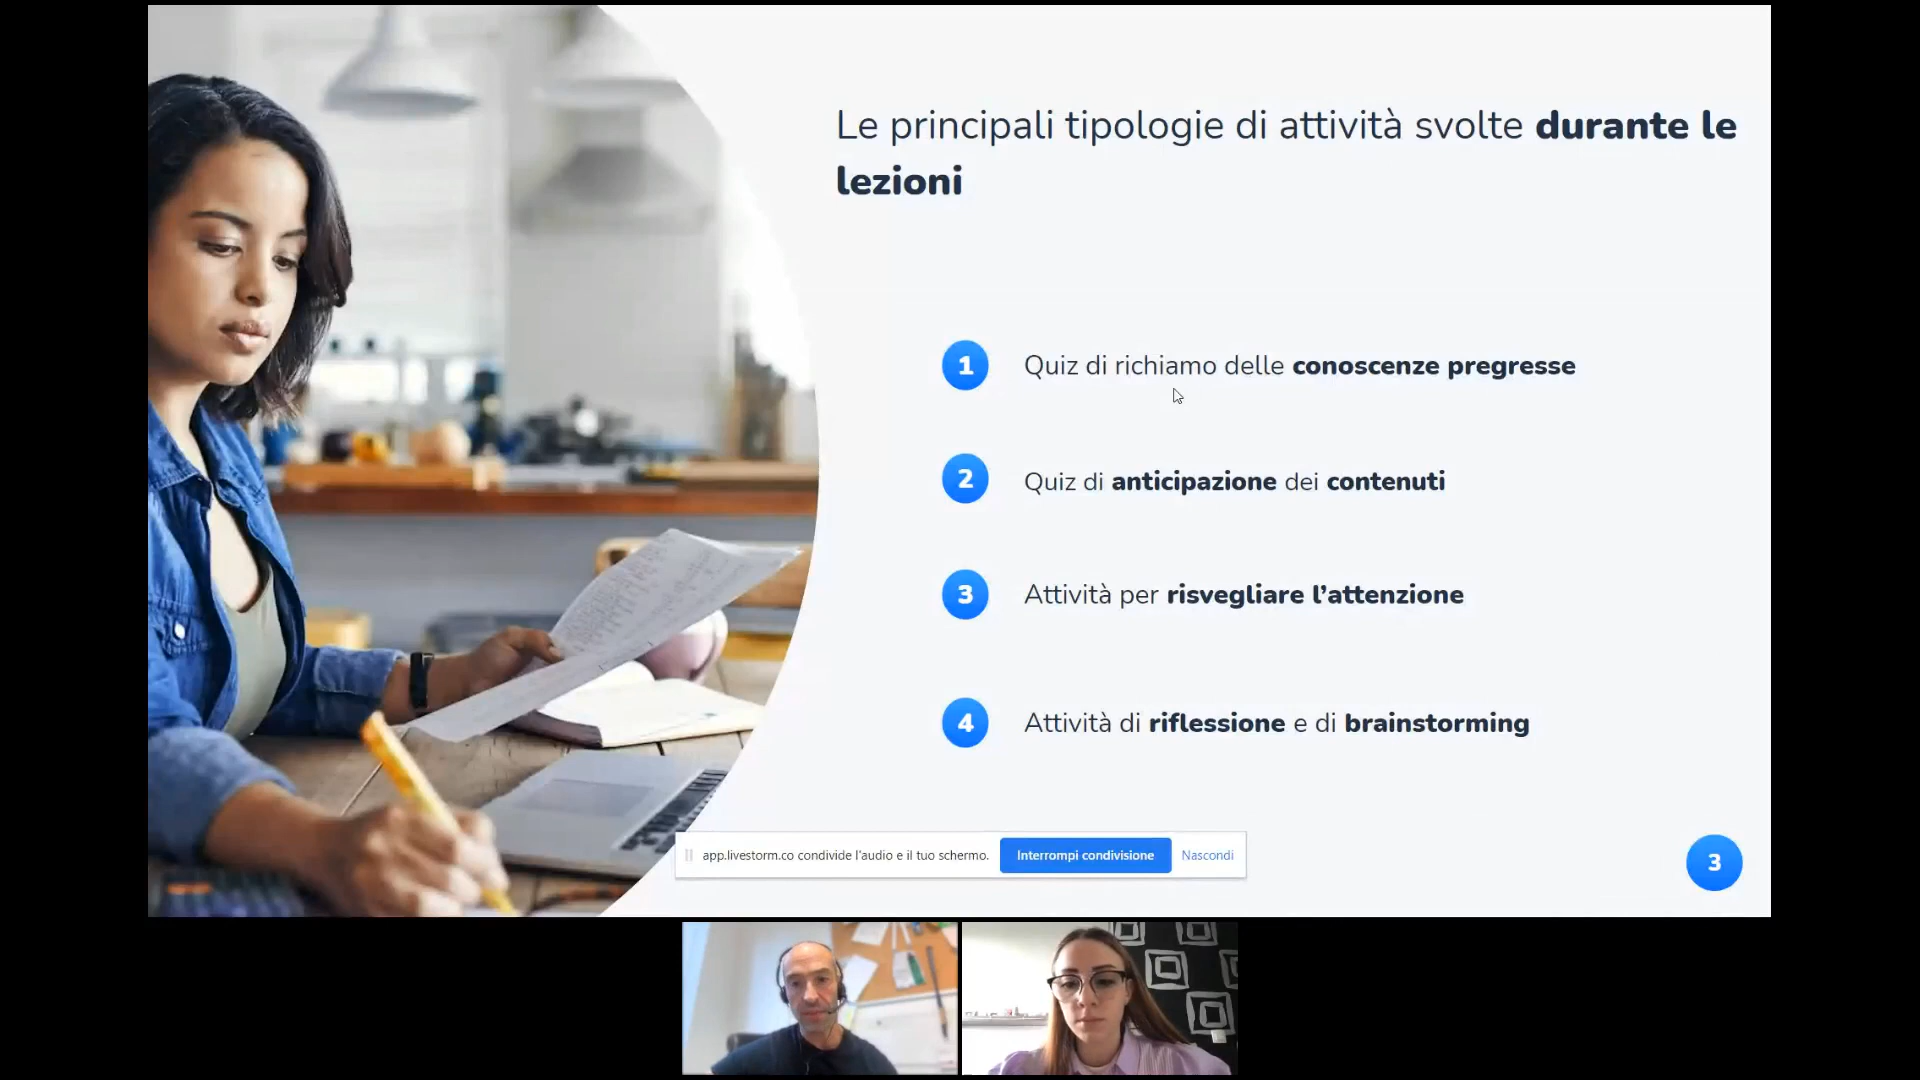 Le principali tipologie di attività svolte durante le
lezioni
1 Quiz di richiamo delle conoscenze pregresse
2 Quiz di anticipazione dei contenuti
3 Attività per risvegliare l’attenzione
4 Attività di riflessione e di brainstorming
app.livestorm.co condivide l'audio e il tuo schermo. Interrompi condivisione Nascondi
3